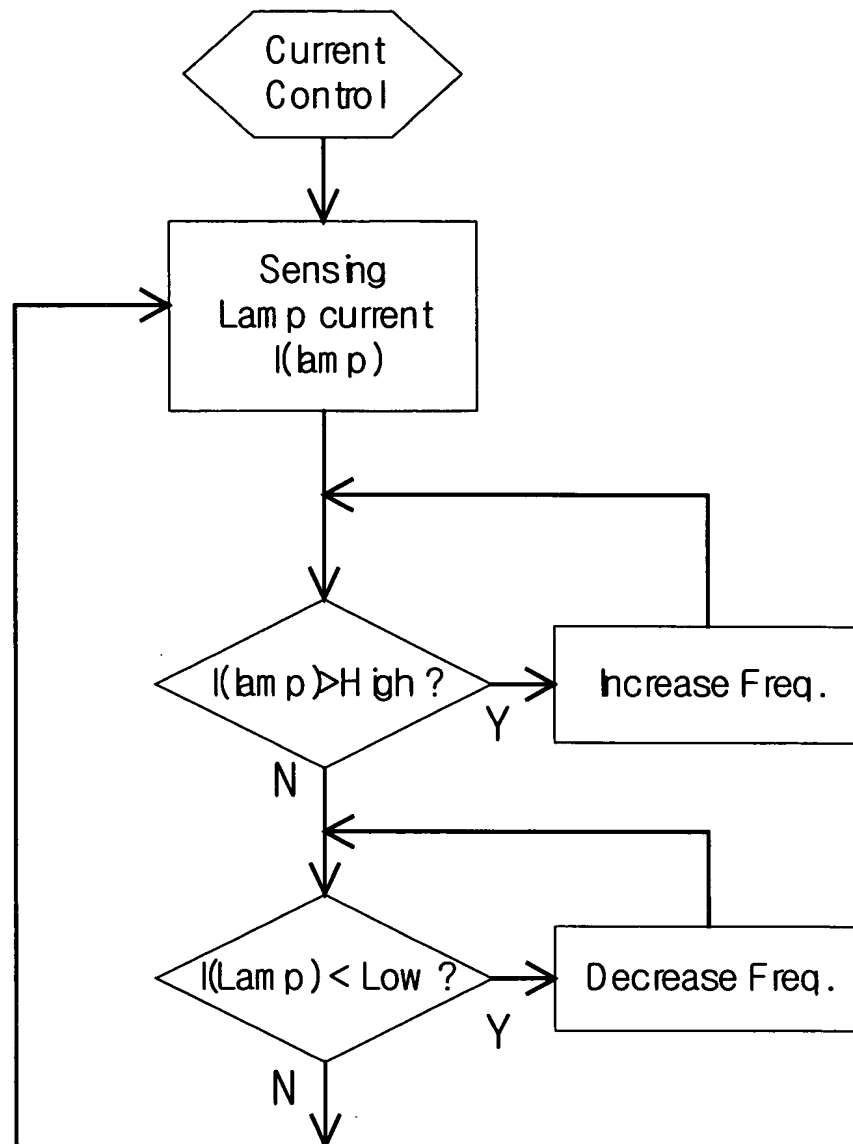 Current
Control
Sensing
Lamp current
I(lamp)
I(lamp)>High ?
Y
Increase Freq.
N
I(Lamp) < Low ?
Y
Decrease Freq.
N